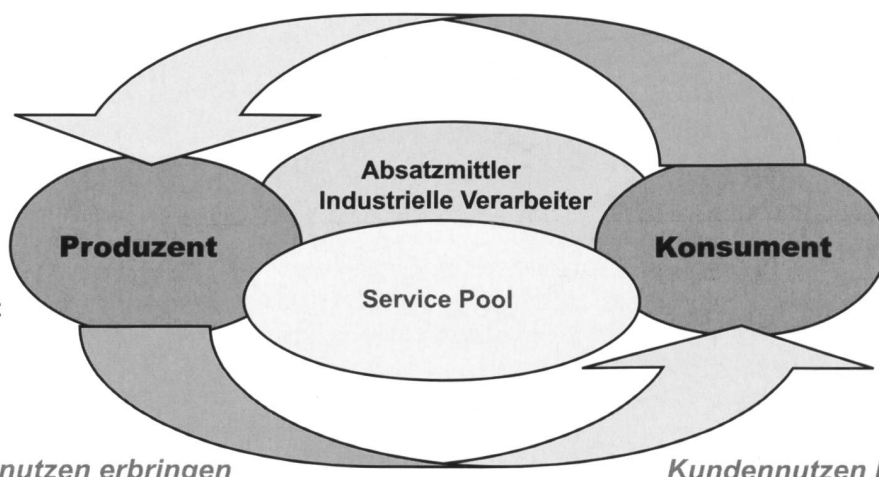 Absatzmittler
Industrielle Verarbeiter
Produzent
Konsument
Service Pool
:
nutzen erbringen
Kundennutzen